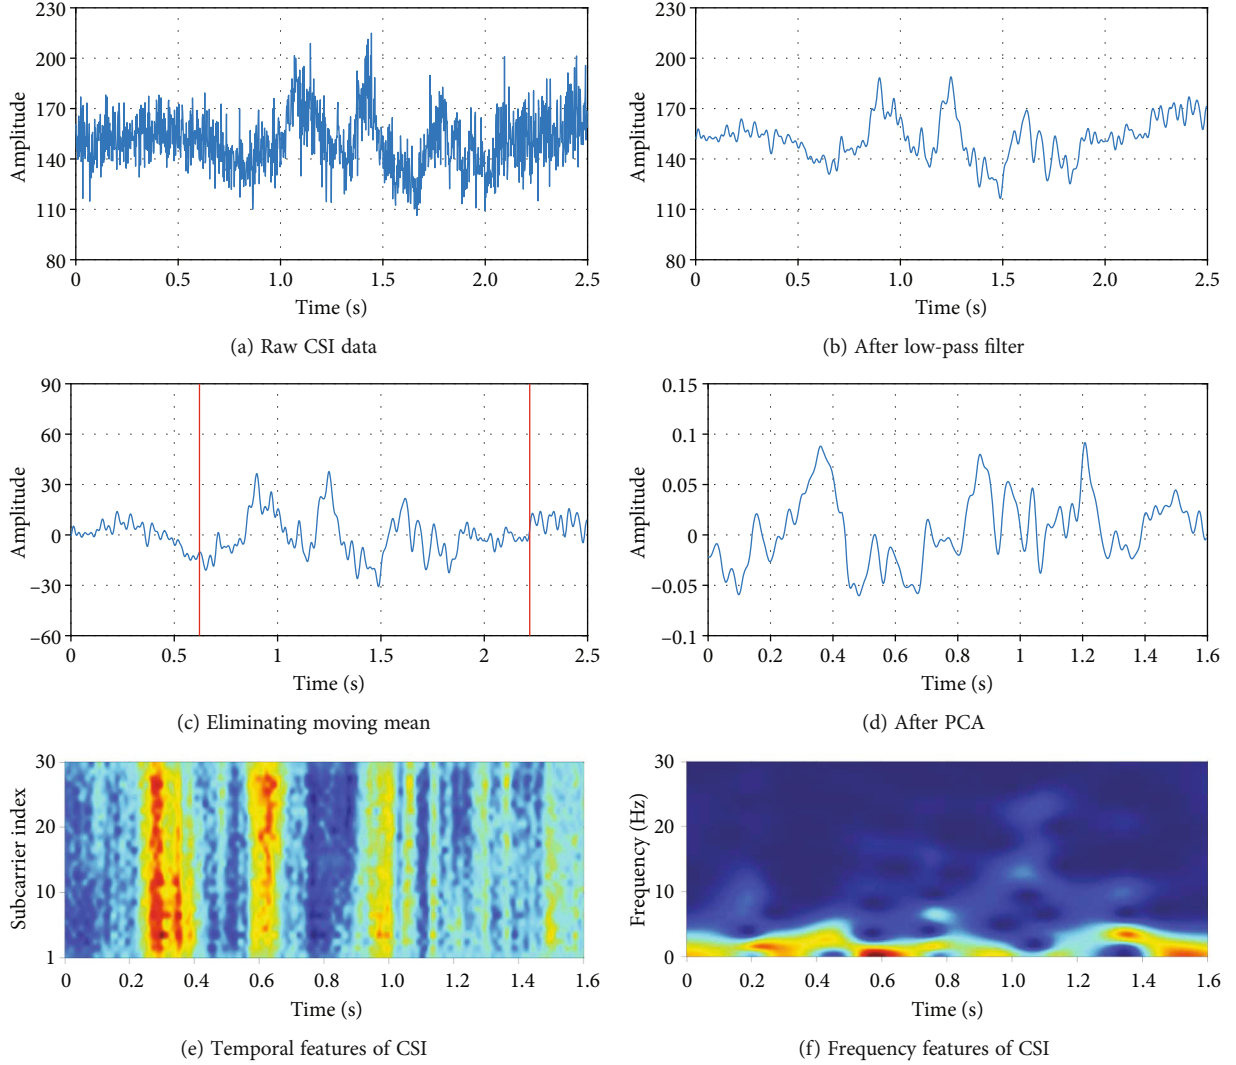 230
200
170
140
110
80
Amplitude
0 0.5 1.0 1.5 2.0 2.5
Time (s)
(a) Raw CSI data
230
200
170
140
110
80
Amplitude
0 0.5 1.0 1.5 2.0 2.5
Time (s)
(b) After low-pass filter
90
60
30
0
−30
−60
Amplitude
0 0.5 1 1.5 2 2.5
Time (s)
(c) Eliminating moving mean
0.15
0.1
0.05
0
−0.05
−0.1
Amplitude
0 0.2 0.4 0.6 0.8 1 1.2 1.4 1.6
Time (s)
(d) After PCA
30
20
10
1
Subcarrier index
0 0.2 0.4 0.6 0.8 1.0 1.2 1.4 1.6
Time (s)
(e) Temporal features of CSI
30
20
10
0
Frequency (Hz)
0 0.2 0.4 0.6 0.8 1.0 1.2 1.4 1.6
Time (s)
(f) Frequency features of CSI